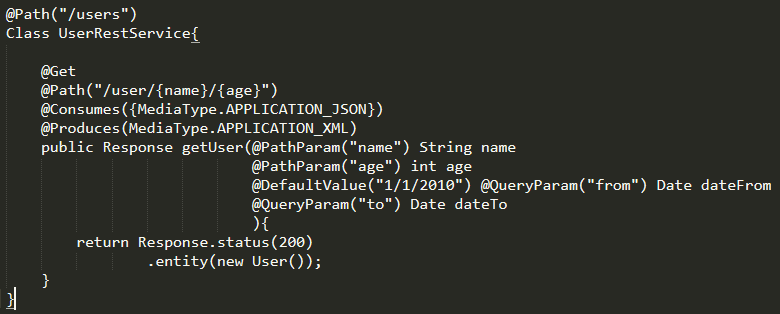 @Path("/users")
Class UserRestService{
@Get
@Path("/user/{name}/{age}")
@Consumes({MediaType.APPLICATION_JSON})
@Produces(MediaType.APPLICATION_XML)
public Response getUser(@PathParam("name") String name
@PathParam("age") int age
@DefaultValue("1/1/2010") @QueryParam("from") Date dateFrom
@QueryParam("to") Date dateTo
){
return Response.status(200)
.entity(new User());
}
}